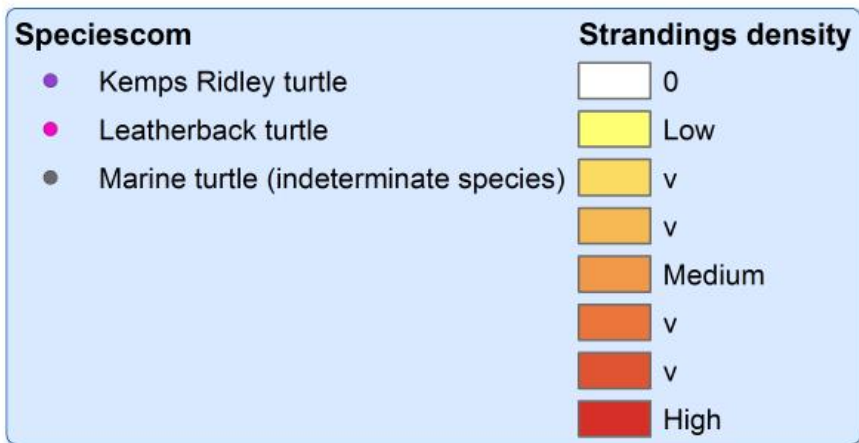 Speciescom
Kemps Ridley turtle
Leatherback turtle
Marine turtle (indeterminate species)
Strandings density
0
Low
v
v
Medium
v
v
High